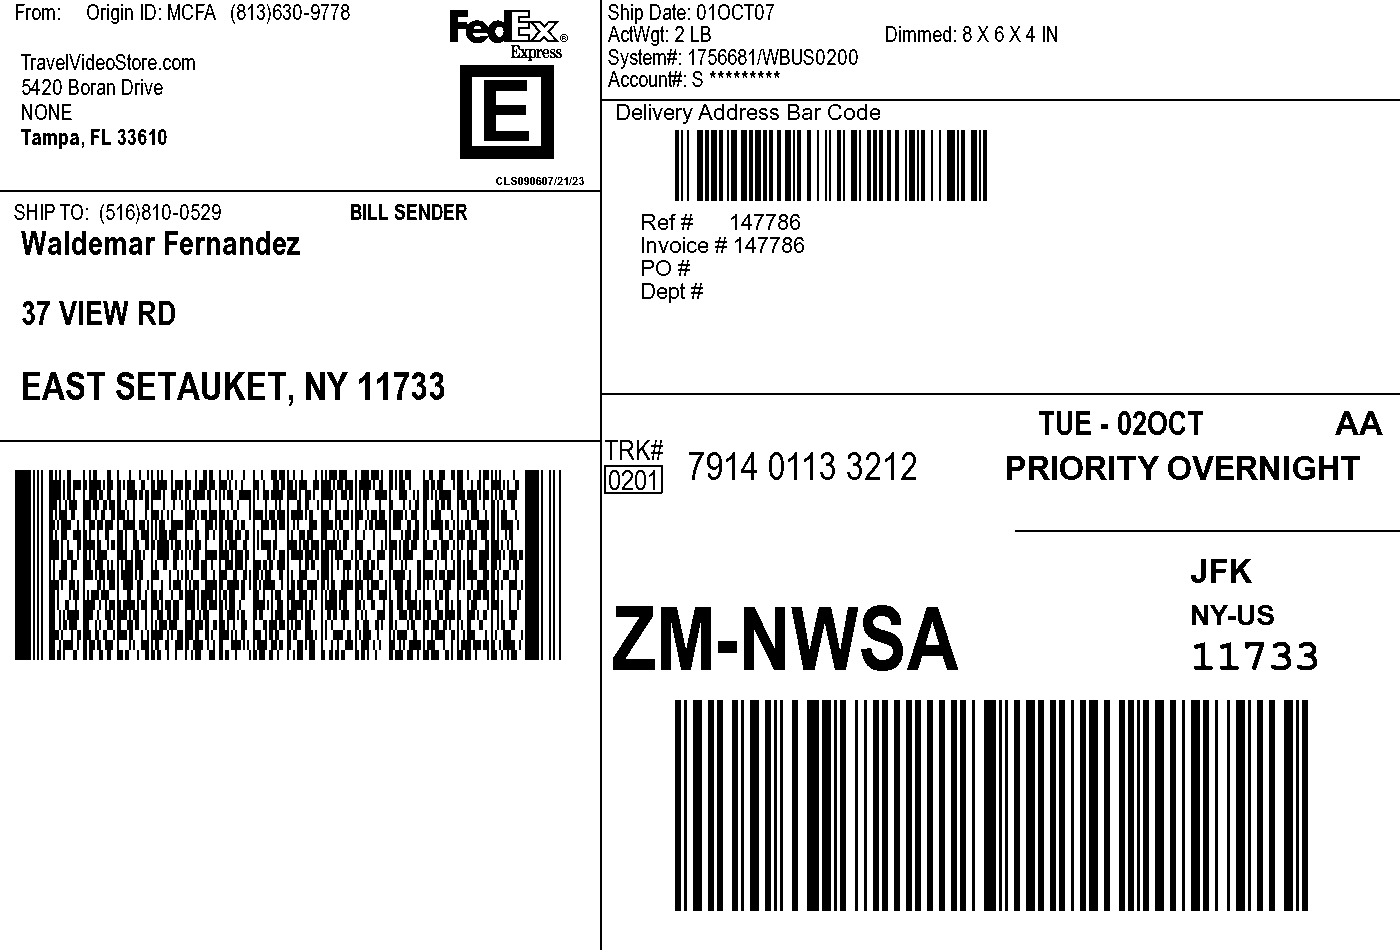 From: Origin ID: MCFA (813)630-9778
TravelVideoStore.com
5420 Boran Drive
NONE
Tampa, FL 33610
FedEx®
Express
E
CLS090607/21/23
Ship Date: 01OCT07
ActWgt: 2 LB Dimmed: 8 X 6 X 4 IN
System#: 1756681/WBUS0200
Account#: S *********
Delivery Address Bar Code
Ref # 147786
Invoice # 147786
PO #
Dept #
SHIP TO: (516)810-0529 BILL SENDER
Waldemar Fernandez
37 VIEW RD
EAST SETAUKET, NY 11733
TUE - 02OCT AA
TRK#
0201
7914 0113 3212
PRIORITY OVERNIGHT
JFK
ZM-NWSA
NY-US
11733